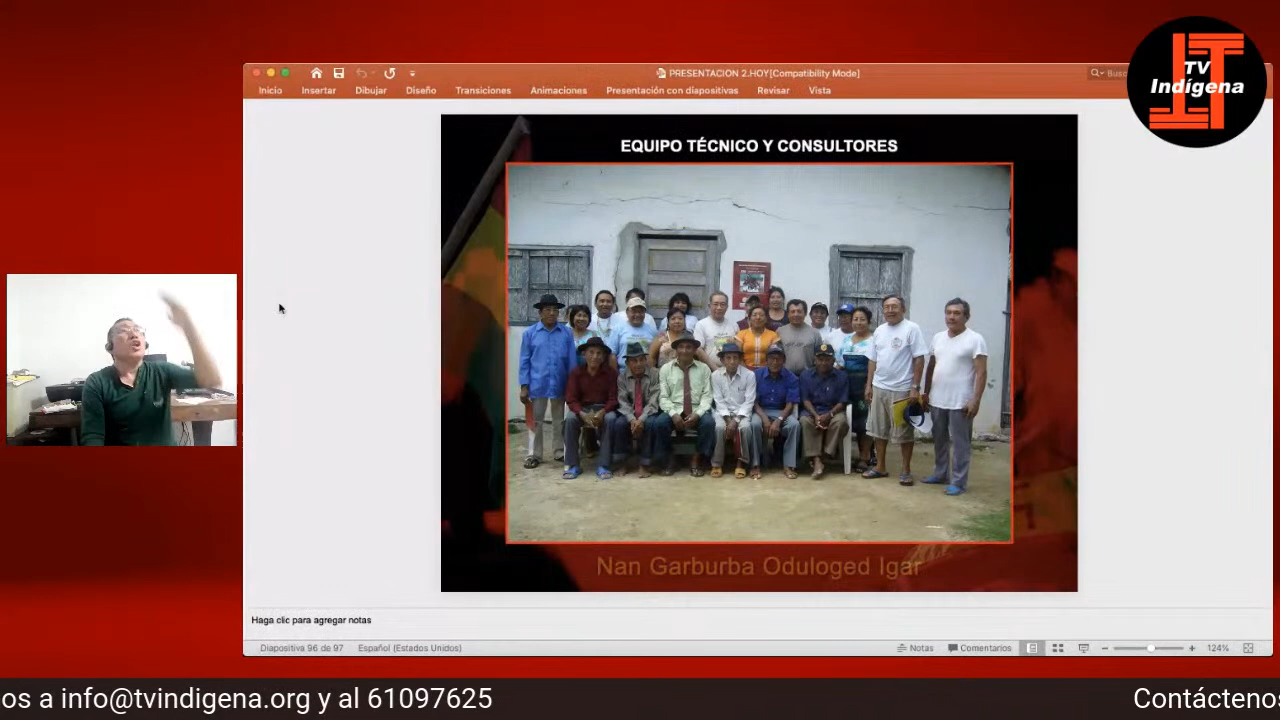 TV
Indígena
PRESENTACION 2.HOY[Compatibility Mode]
Busc
Inicio Insertar Dibujar Diseño Transiciones Animaciones Presentación con diapositivas Revisar Vista
EQUIPO TÉCNICO Y CONSULTORES
Nan Garburba Oduloged Igar
Haga clic para agregar notas
Diapositiva 96 de 97 Español (Estados Unidos) Notas Comentarios 124%
os a info@tvindigena.org y al 61097625 Contáctenos